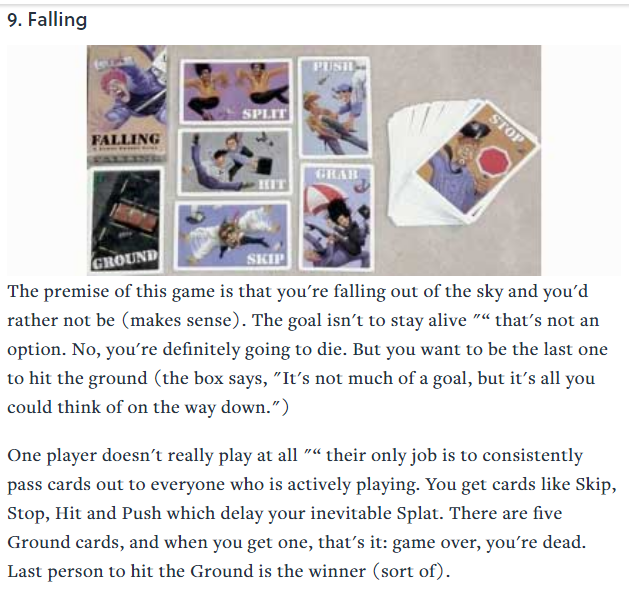 9. Falling
FALLING
SPLIT
PUSH
STOP
HIT
GRAB
GROUND
SKIP
The premise of this game is that you′re falling out of the sky and you′d
rather not be (makes sense). The goal isn′t to stay alive ″“ that′s not an
option. No, you′re definitely going to die. But you want to be the last one
to hit the ground (the box says, ″It′s not much of a goal, but it′s all you
could think of on the way down.″)
One player doesn′t really play at all ″“ their only job is to consistently
pass cards out to everyone who is actively playing. You get cards like Skip,
Stop, Hit and Push which delay your inevitable Splat. There are five
Ground cards, and when you get one, that′s it: game over, you′re dead.
Last person to hit the Ground is the winner (sort of).